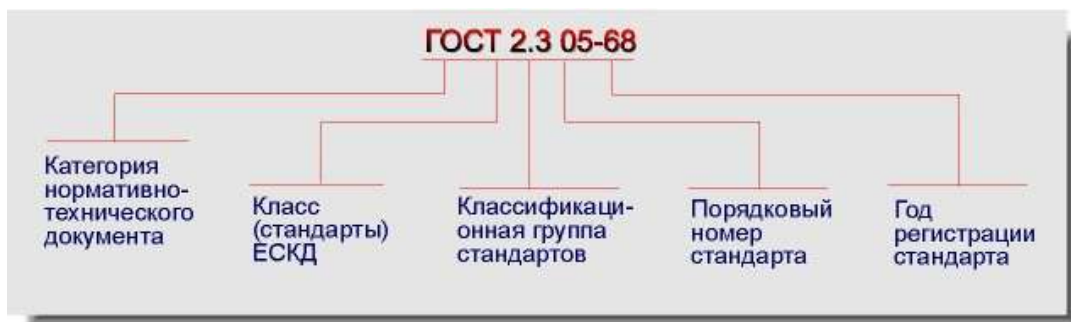 ГОСТ 2.3 05-68
Категория
нормативно-
технического
документа
Класс
(стандарты)
ЕСКД
Классификаци-
онная группа
стандартов
Порядковый
номер
стандарта
Год
регистрации
стандарта